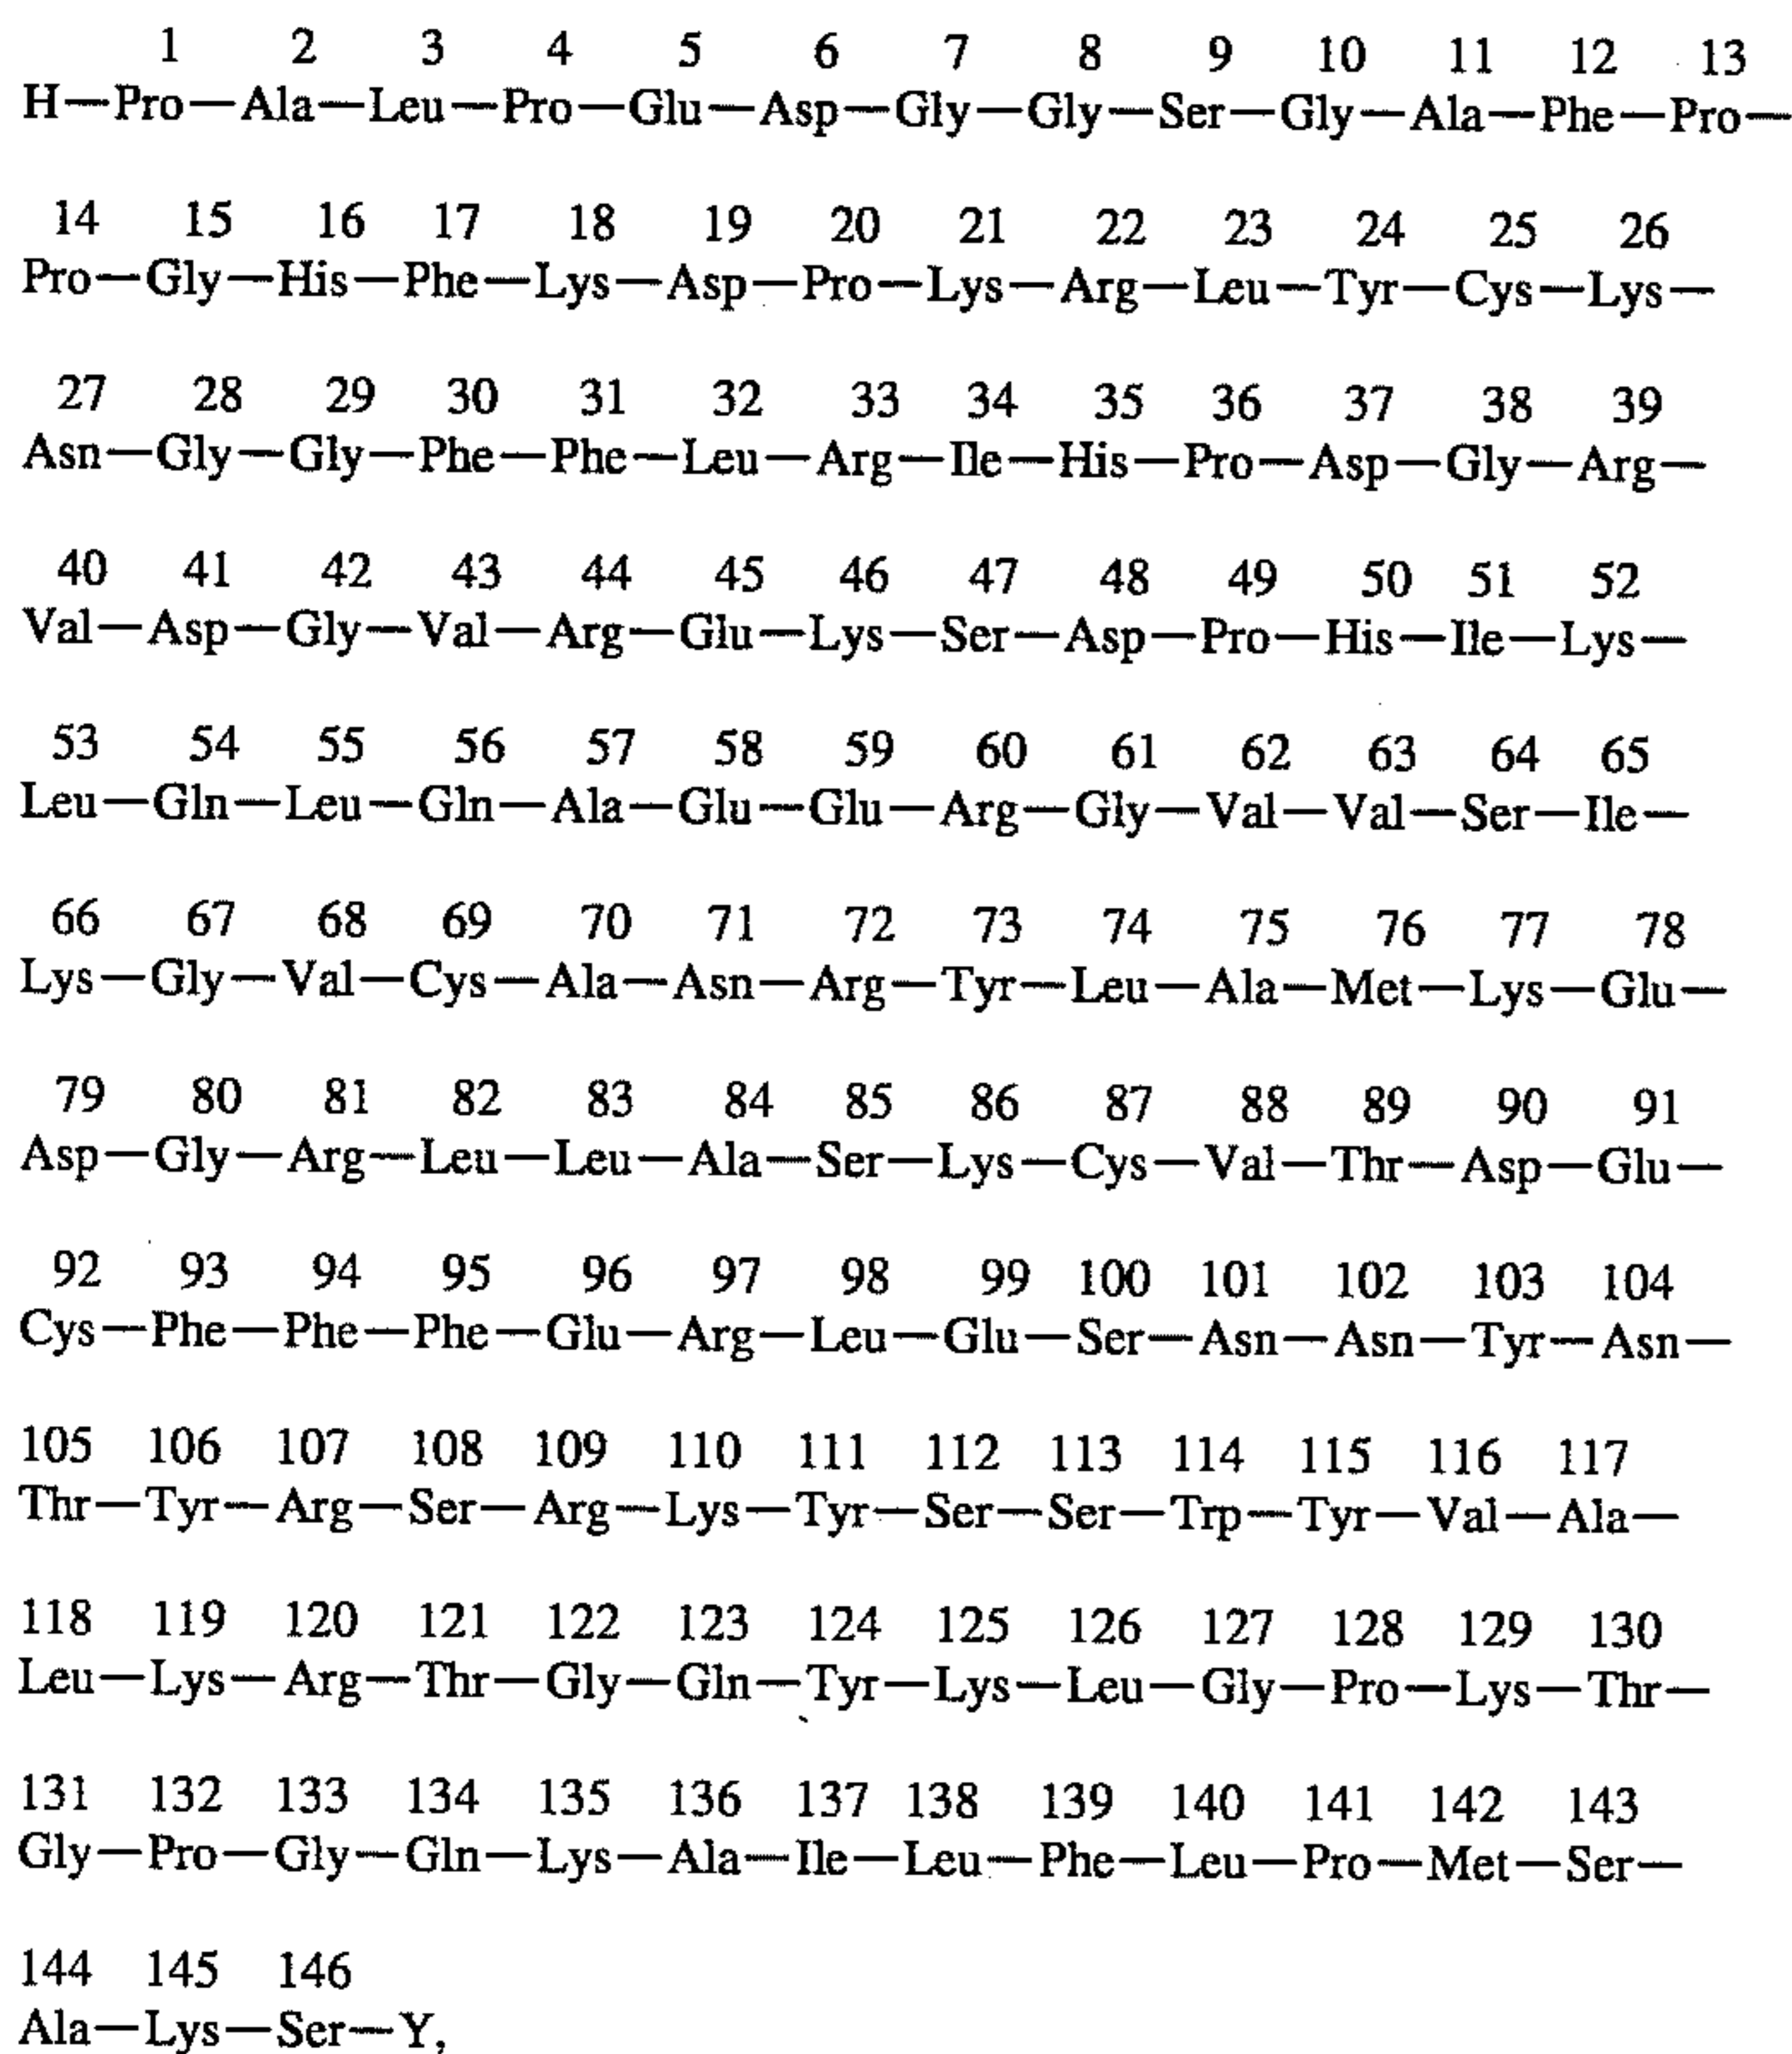 1 2 3 4 5 6 7 8 9 10 11 12 13
H—Pro—Ala—Leu—Pro—Glu—Asp—Gly—Gly—Ser—Gly—Ala—Phe—Pro—
14 15 16 17 18 19 20 21 22 23 24 25 26
Pro—Gly—His—Phe—Lys—Asp—Pro—Lys—Arg—Leu—Tyr—Cys—Lys—
27 28 29 30 31 32 33 34 35 36 37 38 39
Asn—Gly—Gly—Phe—Phe—Leu—Arg—Ile—His—Pro—Asp—Gly—Arg—
40 41 42 43 44 45 46 47 48 49 50 51 52
Val—Asp—Gly—Val—Arg—Glu—Lys—Ser—Asp—Pro—His—Ile—Lys—
53 54 55 56 57 58 59 60 61 62 63 64 65
Leu—Gln—Leu—Gln—Ala—Glu—Glu—Arg—Gly—Val—Val—Ser—Ile—
66 67 68 69 70 71 72 73 74 75 76 77 78
Lys—Gly—Val—Cys—Ala—Asn—Arg—Tyr—Leu—Ala—Met—Lys—Glu—
79 80 81 82 83 84 85 86 87 88 89 90 91
Asp—Gly—Arg—Leu—Leu—Ala—Ser—Lys—Cys—Val—Thr—Asp—Glu—
92 93 94 95 96 97 98 99 100 101 102 103 104
Cys—Phe—Phe—Phe—Glu—Arg—Leu—Glu—Ser—Asn—Asn—Tyr—Asn—
105 106 107 108 109 110 111 112 113 114 115 116 117
Thr—Tyr—Arg—Ser—Arg—Lys—Tyr—Ser—Ser—Trp—Tyr—Val—Ala—
118 119 120 121 122 123 124 125 126 127 128 129 130
Leu—Lys—Arg—Thr—Gly—Gln—Tyr—Lys—Leu—Gly—Pro—Lys—Thr—
131 132 133 134 135 136 137 138 139 140 141 142 143
Gly—Pro—Gly—Gln—Lys—Ala—Ile—Leu—Phe—Leu—Pro—Met—Ser—
144 145 146
Ala—Lys—Ser—Y,